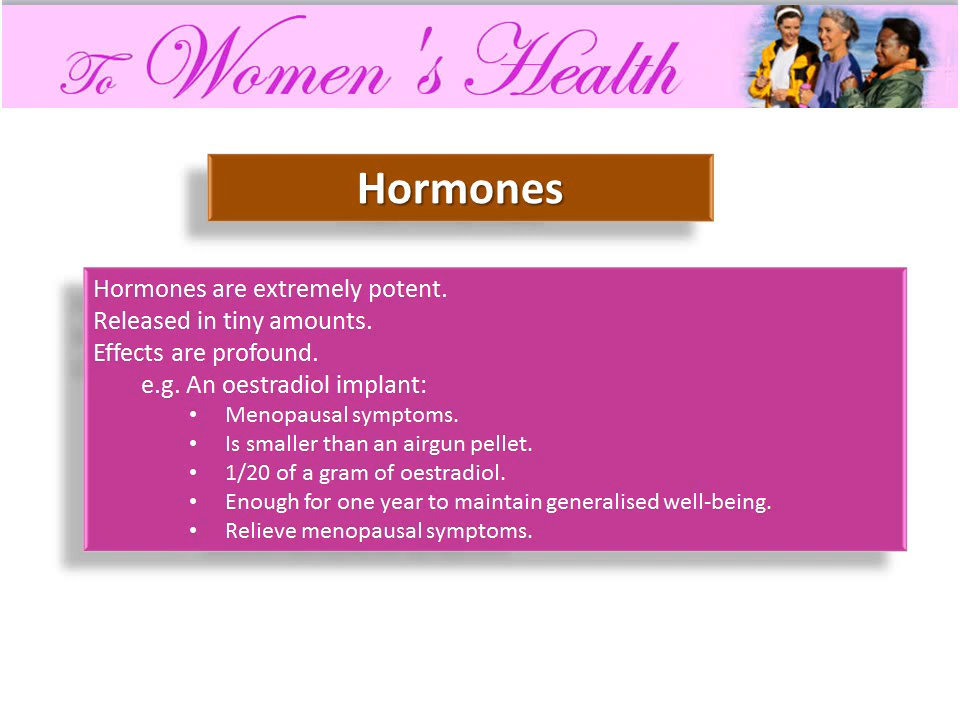 To Women's Health
Hormones
Hormones are extremely potent.
Released in tiny amounts.
Effects are profound.
e.g. An oestradiol implant:
• Menopausal symptoms.
• Is smaller than an airgun pellet.
• 1/20 of a gram of oestradiol.
• Enough for one year to maintain generalised well-being.
• Relieve menopausal symptoms.